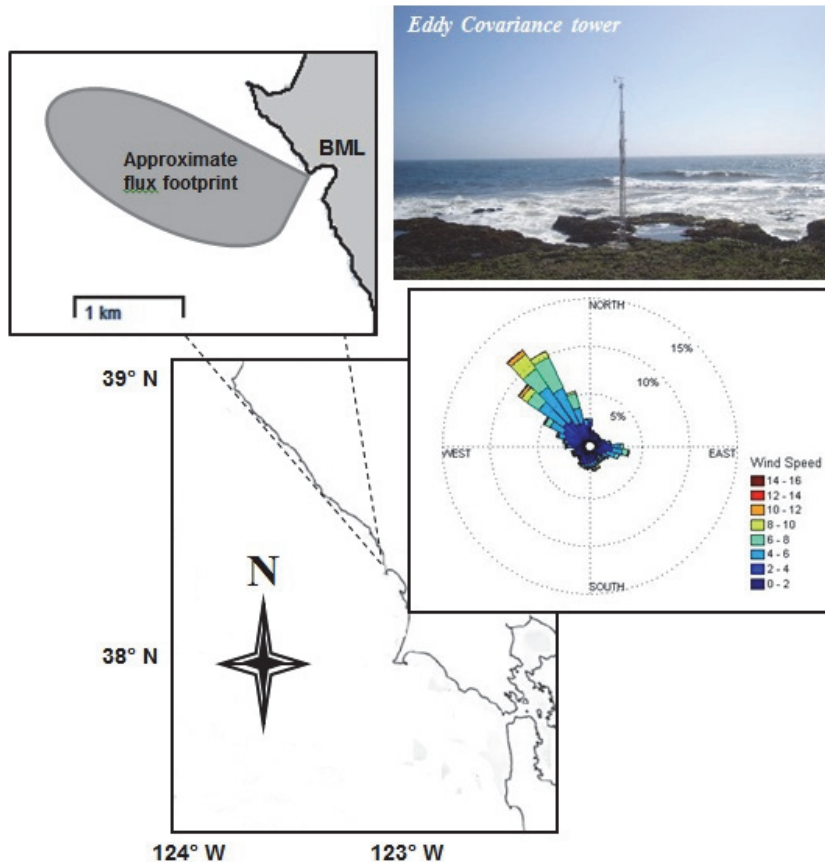 Eddy Covariance tower
BML
Approximate
flux footprint
1 km
NORTH
15%
10%
5%
WEST
EAST
SOUTH
Wind Speed
14 - 16
12 - 14
10 - 12
8 - 10
6 - 8
4 - 6
2 - 4
0 - 2
39° N
N
38° N
124° W
123° W